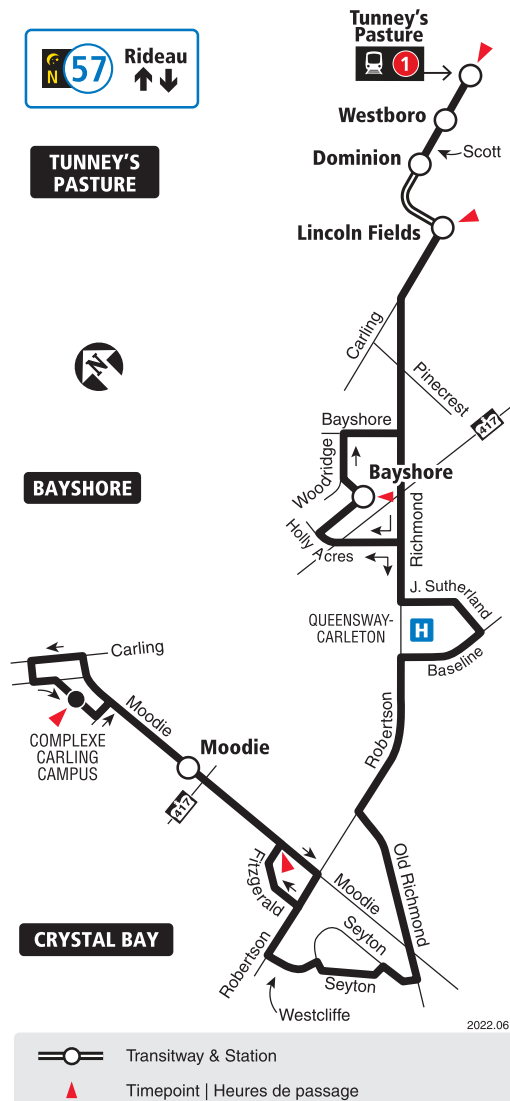 N
57
Rideau
Tunney's
Pasture
1
Westboro
Dominion
Scott
TUNNEY'S
PASTURE
Lincoln Fields
Carling
Pinecrest
N
417
Bayshore
Woodridge
Bayshore
BAYSHORE
Holly Acres
Richmond
J. Sutherland
QUEENSWAY-
CARLETON
H
Baseline
Carling
Moodie
Robertson
COMPLEXE
CARLING
CAMPUS
Moodie
417
Fitzgerald
Moodie
Old Richmond
CRYSTAL BAY
Robertson
Seyton
Seyton
Westcliffe
2022.06
Transitway & Station
Timepoint | Heures de passage